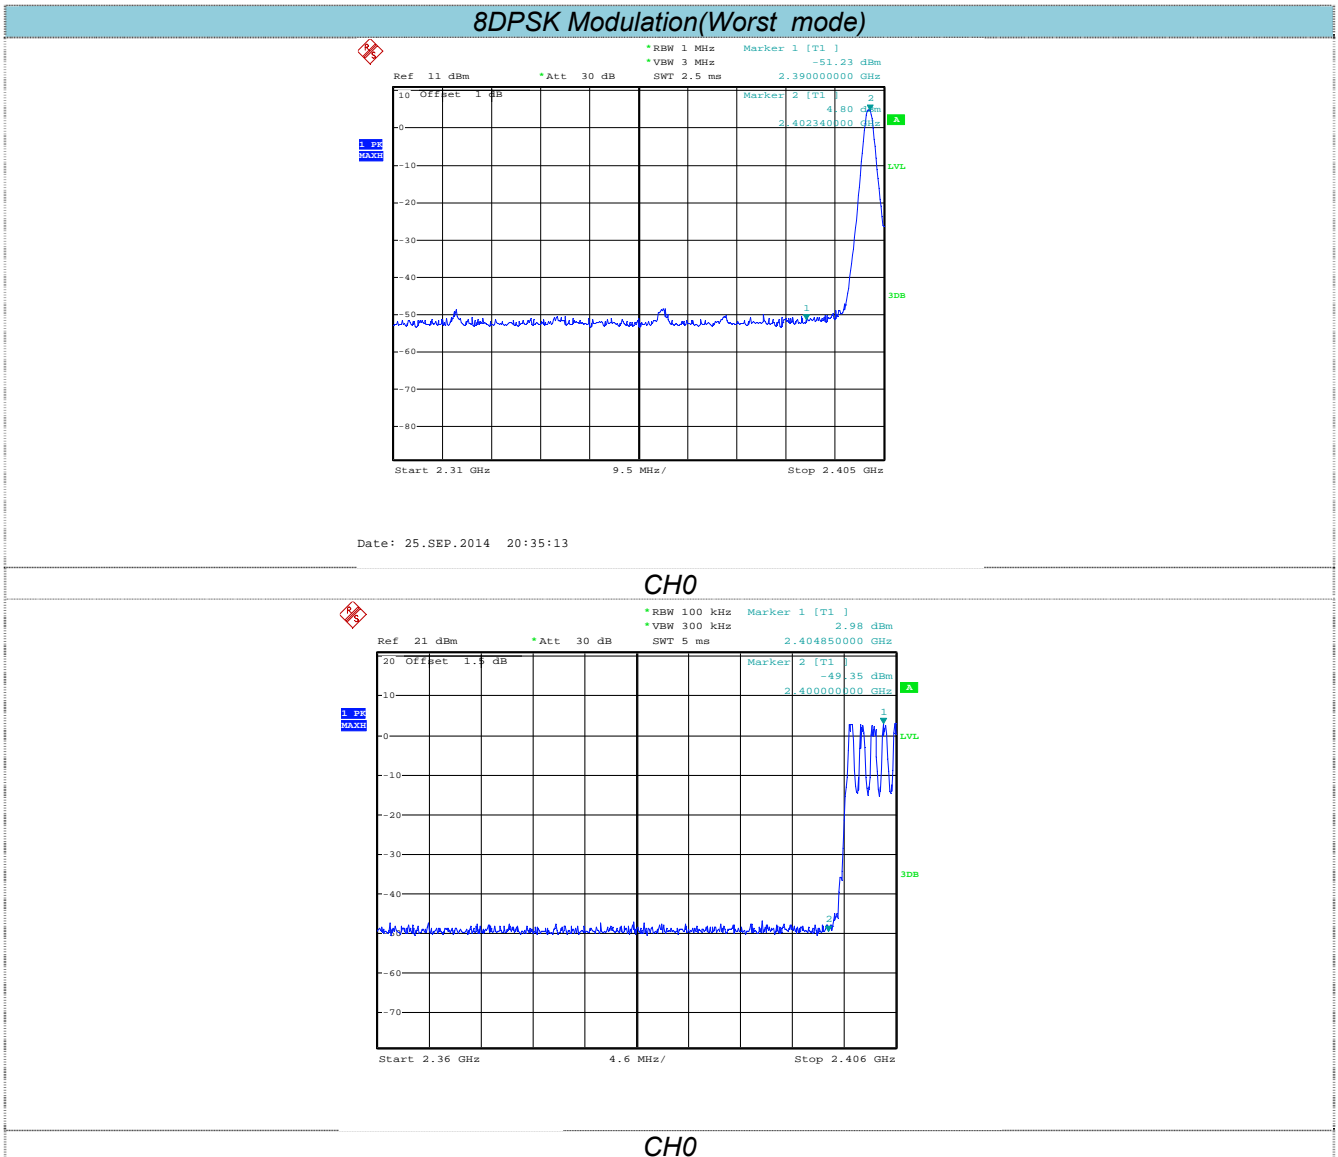 8DPSK Modulation(Worst mode)
R S
*RBW 1 MHz Marker 1 [T1 ]
*VBW 3 MHz -51.23 dBm
Ref 11 dBm *Att 30 dB SWT 2.5 ms 2.390000000 GHz
10 Offset 1 dB Marker 2 [T1 ]
2
4.80 dBm
2.402340000 GHz A
0
1 PK
MAXH
-10 LVL
-20
-30
-40
3DB
1
-50
-60
-70
-80
Start 2.31 GHz 9.5 MHz/ Stop 2.405 GHz
Date: 25.SEP.2014 20:35:13
CH0
R S
*RBW 100 kHz Marker 1 [T1 ]
*VBW 300 kHz 2.98 dBm
Ref 21 dBm *Att 30 dB SWT 5 ms 2.404850000 GHz
20 Offset 1.5 dB Marker 2 [T1 ]
-49.35 dBm
2.400000000 GHz A
10
1 PK
MAXH
1
0 LVL
-10
-20
-30
3DB
-40
2
-50
-60
-70
Start 2.36 GHz 4.6 MHz/ Stop 2.406 GHz
CH0